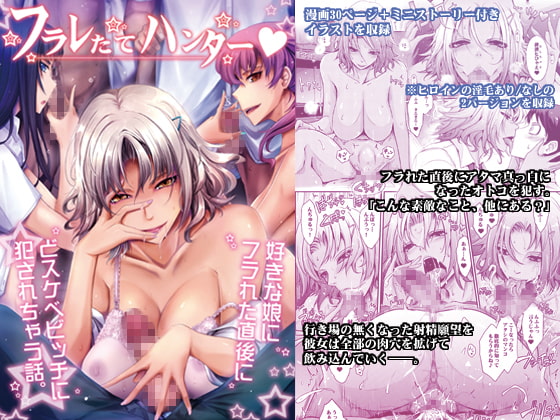 フラレたてハンター♥
好きな娘に
フラれた直後に
どスケベビッチに
犯されちゃう話。
漫画30ページ＋ミニストーリー付き
イラストを収録
※ヒロインの淫毛あり/なしの
2バージョンを収録
フラれた直後にアタマ真っ白に
なったオトコを犯す。
「こんな素敵なこと、他にある？」
行き場の無くなった射精願望を
彼女は全部の肉穴を拡げて
飲み込んでいく――。